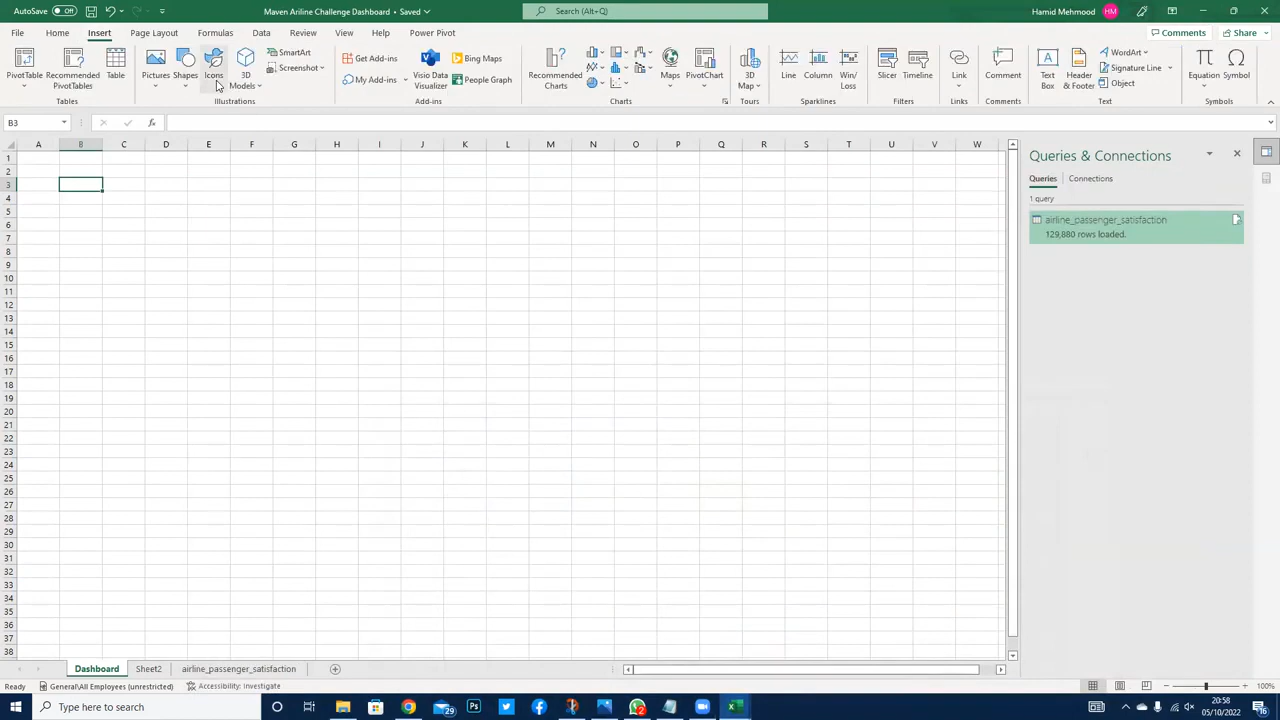 AutoSave Off Maven Ariline Challenge Dashboard • Saved Search (Alt+Q) Hamid Mehmood HM
File Home Insert Page Layout Formulas Data Review View Help Power Pivot Comments Share
PivotTable Recommended PivotTables Table Pictures Shapes Icons 3D Models SmartArt Screenshot Get Add-ins My Add-ins Visio Data Visualizer Bing Maps People Graph Recommended Charts Maps PivotChart 3D Map Line Column Win/Loss Slicer Timeline Link Comment Text Box Header & Footer WordArt Signature Line Object Equation Symbol
Tables Illustrations Add-ins Charts Tours Sparklines Filters Links Comments Text Symbols
B3 fx
A B C D E F G H I J K L M N O P Q R S T U V W
1
2
3
4
5
6
7
8
9
10
11
12
13
14
15
16
17
18
19
20
21
22
23
24
25
26
27
28
29
30
31
32
33
34
35
36
37
38
Queries & Connections
Queries Connections
1 query
airline_passenger_satisfaction
129,880 rows loaded.
Dashboard Sheet2 airline_passenger_satisfaction
Ready General\All Employees (unrestricted) Accessibility: Investigate 100%
Type here to search 29 Ps 2 20:58
05/10/2022 16